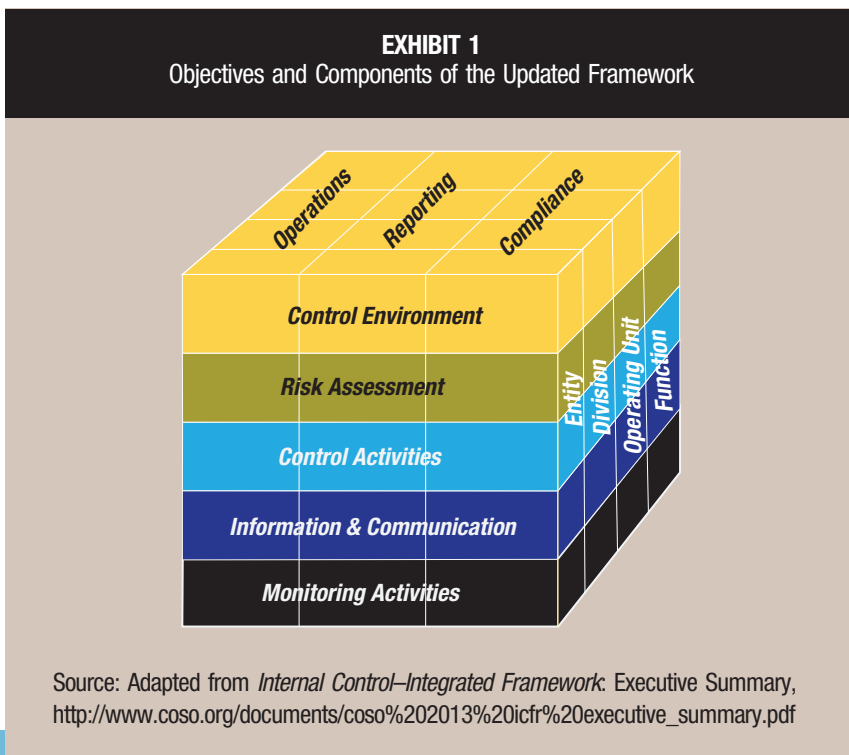 EXHIBIT 1
Objectives and Components of the Updated Framework
Operations
Reporting
Compliance
Control Environment
Risk Assessment
Control Activities
Information & Communication
Monitoring Activities
Entity
Division
Operating Unit
Function
Source: Adapted from Internal Control–Integrated Framework: Executive Summary,
http://www.coso.org/documents/coso%202013%20icfr%20executive_summary.pdf